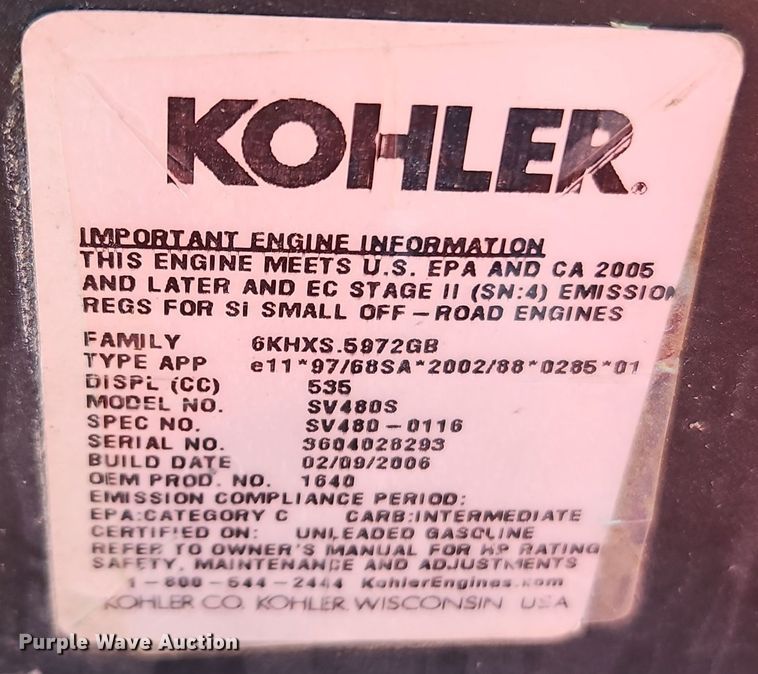 KOHLER®
IMPORTANT ENGINE INFORMATION
THIS ENGINE MEETS U.S. EPA AND CA 2005
AND LATER AND EC STAGE II (SN:4) EMISSION
REGS FOR SI SMALL OFF-ROAD ENGINES
FAMILY 6KHXS.5972GB
TYPE APP e11*97/68SA*2002/88*0285*01
DISPL (CC) 535
MODEL NO. SV480S
SPEC NO. SV480-0116
SERIAL NO. 3604028293
BUILD DATE 02/09/2006
OEM PROD. NO. 1640
EMISSION COMPLIANCE PERIOD:
EPA:CATEGORY C CARB:INTERMEDIATE
CERTIFIED ON: UNLEADED GASOLINE
REFER TO OWNER'S MANUAL FOR HP RATING
SAFETY, MAINTENANCE AND ADJUSTMENTS
1-800-544-2444 KohlerEngines.com
KOHLER CO. KOHLER, WISCONSIN USA
Purple Wave Auction